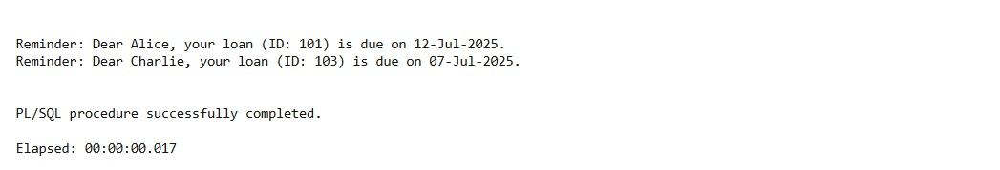 Reminder: Dear Alice, your loan (ID: 101) is due on 12-Jul-2025.
Reminder: Dear Charlie, your loan (ID: 103) is due on 07-Jul-2025.
PL/SQL procedure successfully completed.
Elapsed: 00:00:00.017